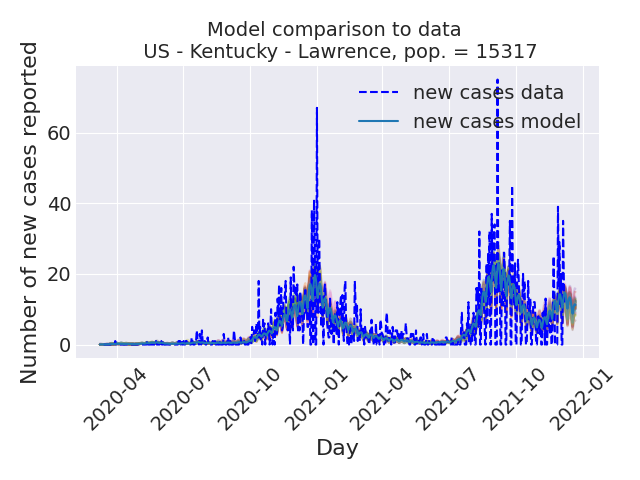 Model comparison to data
US - Kentucky - Lawrence, pop. = 15317
new cases data
new cases model
Number of new cases reported
60
40
20
0
2020-04
2020-07
2020-10
2021-01
2021-04
2021-07
2021-10
2022-01
Day